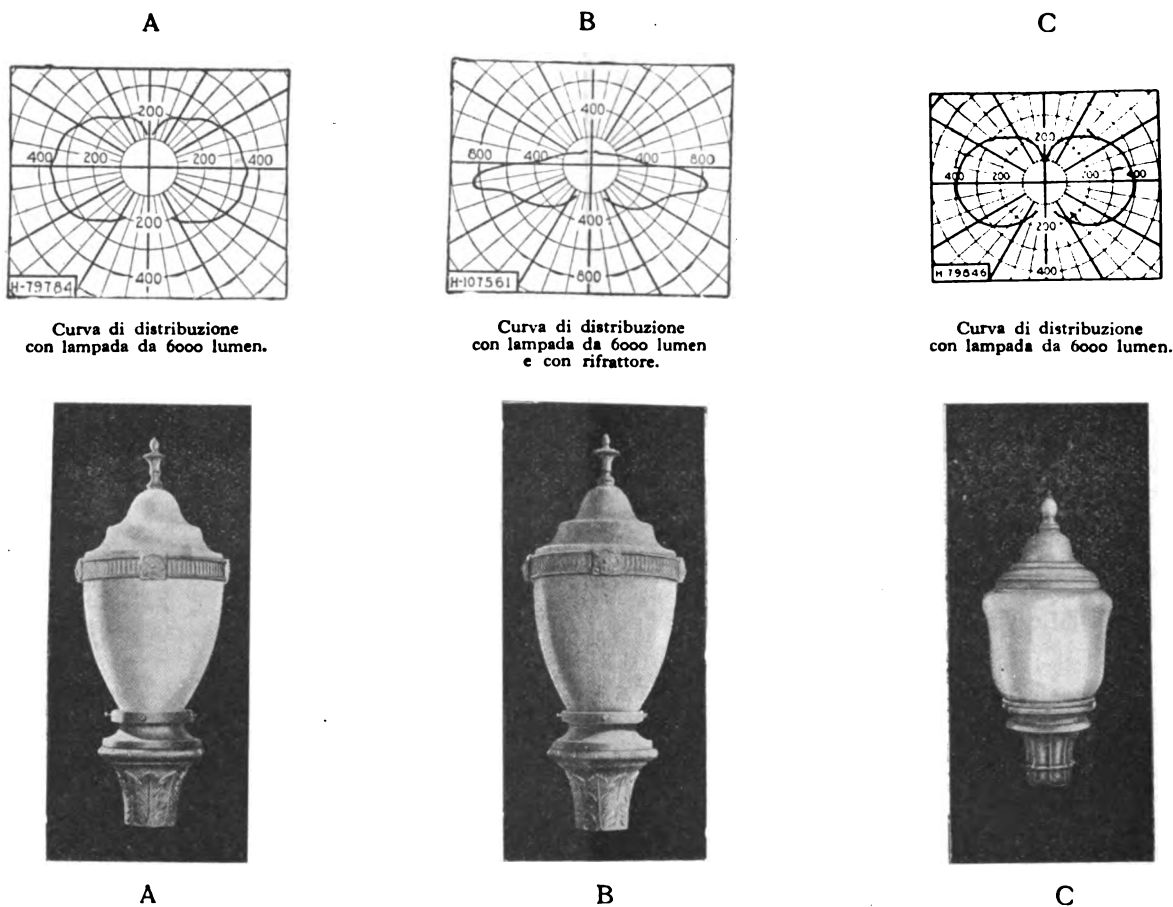 A
B
C
200
400
200
200
400
200
400
H-79784
400
800
400
400
800
400
800
H-107561
200
400
200
200
400
200
400
H 79846
Curva di distribuzione
con lampada da 6000 lumen.
Curva di distribuzione
con lampada da 6000 lumen
e con rifrattore.
Curva di distribuzione
con lampada da 6000 lumen.
A
B
C